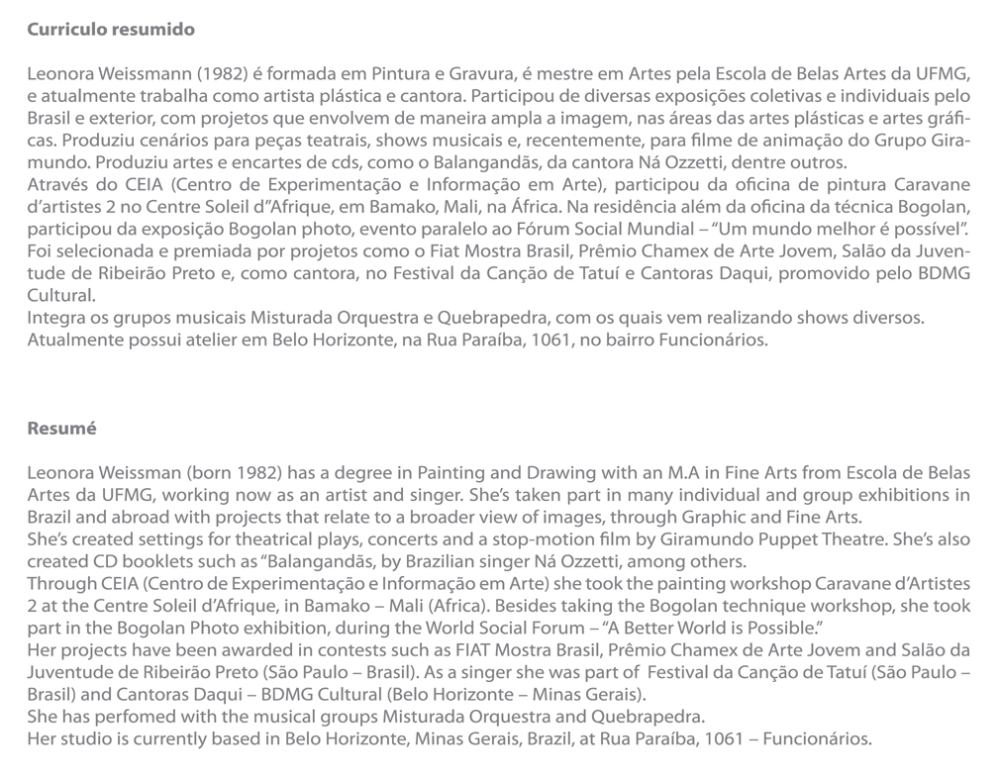 Curriculo resumido
Leonora Weissmann (1982) é formada em Pintura e Gravura, é mestre em Artes pela Escola de Belas Artes da UFMG,
e atualmente trabalha como artista plástica e cantora. Participou de diversas exposições coletivas e individuais pelo
Brasil e exterior, com projetos que envolvem de maneira ampla a imagem, nas áreas das artes plásticas e artes gráfi-
cas. Produziu cenários para peças teatrais, shows musicais e, recentemente, para filme de animação do Grupo Gira-
mundo. Produziu artes e encartes de cds, como o Balangandãs, da cantora Ná Ozzetti, dentre outros.
Através do CEIA (Centro de Experimentação e Informação em Arte), participou da oficina de pintura Caravane
d’artistes 2 no Centre Soleil d’’Afrique, em Bamako, Mali, na África. Na residência além da oficina da técnica Bogolan,
participou da exposição Bogolan photo, evento paralelo ao Fórum Social Mundial – “Um mundo melhor é possível”.
Foi selecionada e premiada por projetos como o Fiat Mostra Brasil, Prêmio Chamex de Arte Jovem, Salão da Juven-
tude de Ribeirão Preto e, como cantora, no Festival da Canção de Tatuí e Cantoras Daqui, promovido pelo BDMG
Cultural.
Integra os grupos musicais Misturada Orquestra e Quebrapedra, com os quais vem realizando shows diversos.
Atualmente possui atelier em Belo Horizonte, na Rua Paraíba, 1061, no bairro Funcionários.
Resumé
Leonora Weissman (born 1982) has a degree in Painting and Drawing with an M.A in Fine Arts from Escola de Belas
Artes da UFMG, working now as an artist and singer. She’s taken part in many individual and group exhibitions in
Brazil and abroad with projects that relate to a broader view of images, through Graphic and Fine Arts.
She’s created settings for theatrical plays, concerts and a stop-motion film by Giramundo Puppet Theatre. She’s also
created CD booklets such as “Balangandãs, by Brazilian singer Ná Ozzetti, among others.
Through CEIA (Centro de Experimentação e Informação em Arte) she took the painting workshop Caravane d’Artistes
2 at the Centre Soleil d’Afrique, in Bamako – Mali (Africa). Besides taking the Bogolan technique workshop, she took
part in the Bogolan Photo exhibition, during the World Social Forum – “A Better World is Possible.”
Her projects have been awarded in contests such as FIAT Mostra Brasil, Prêmio Chamex de Arte Jovem and Salão da
Juventude de Ribeirão Preto (São Paulo – Brasil). As a singer she was part of Festival da Canção de Tatuí (São Paulo –
Brasil) and Cantoras Daqui – BDMG Cultural (Belo Horizonte – Minas Gerais).
She has perfomed with the musical groups Misturada Orquestra and Quebrapedra.
Her studio is currently based in Belo Horizonte, Minas Gerais, Brazil, at Rua Paraíba, 1061 – Funcionários.